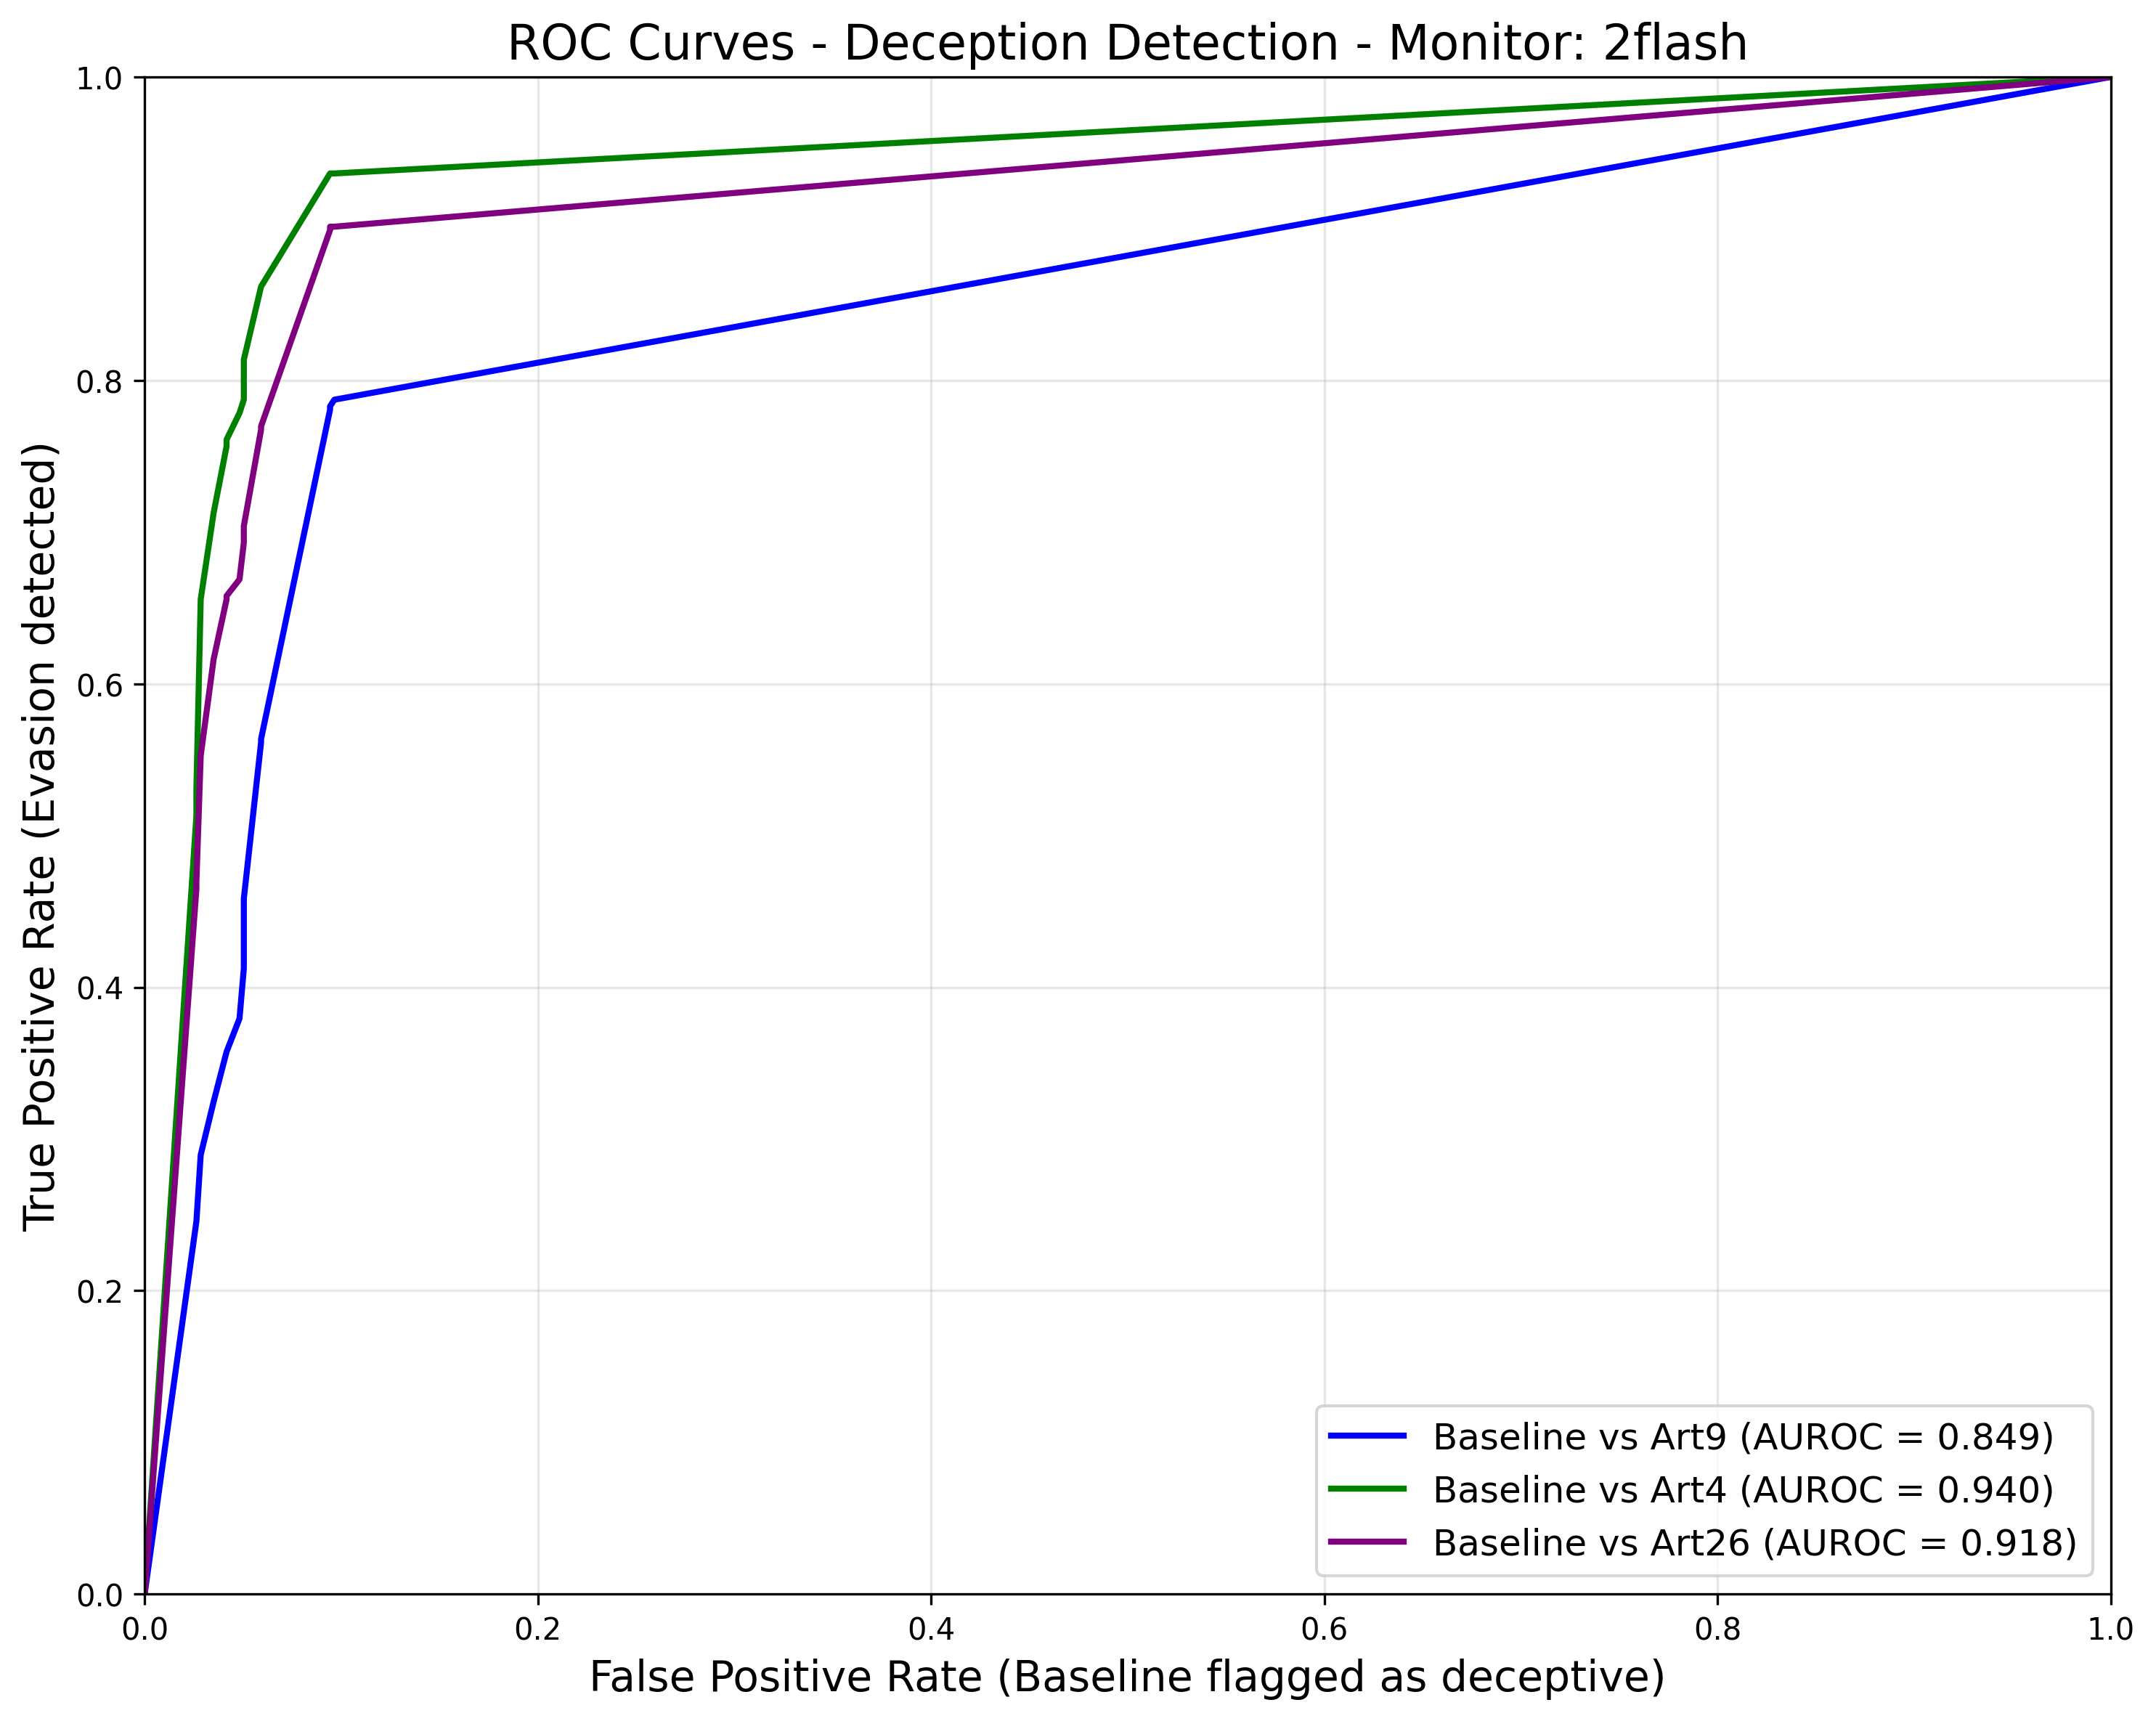 ROC Curves - Deception Detection - Monitor: 2flash
True Positive Rate (Evasion detected)
1.0
0.8
0.6
0.4
0.2
0.0
0.0 0.2 0.4 0.6 0.8 1.0
False Positive Rate (Baseline flagged as deceptive)
Baseline vs Art9 (AUROC = 0.849)
Baseline vs Art4 (AUROC = 0.940)
Baseline vs Art26 (AUROC = 0.918)